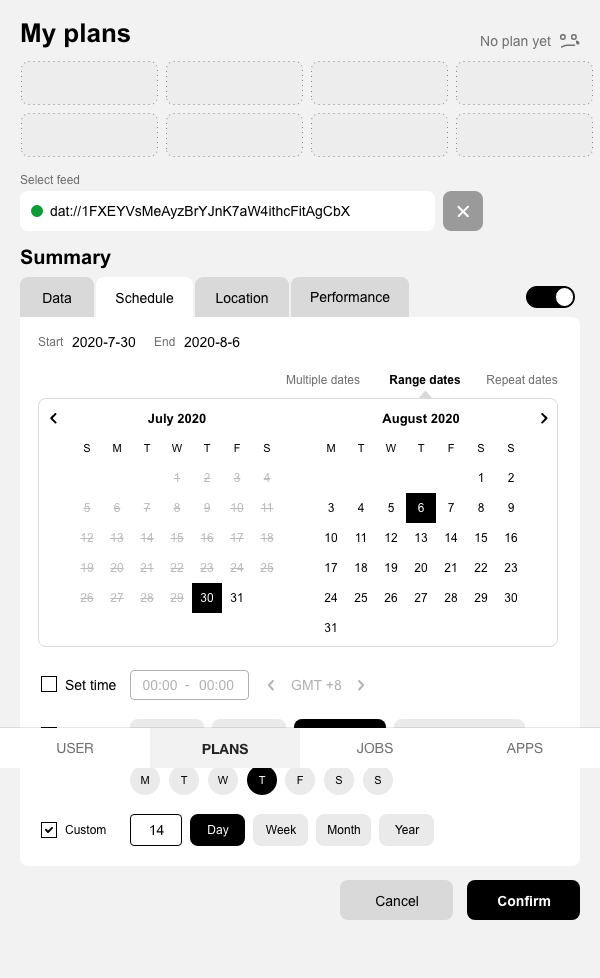 My plans
No plan yet
Select feed
dat://1FXEYVsMeAyzBrYJnK7aW4ithcFitAgCbX
Summary
Data Schedule Location Performance
Start 2020-7-30 End 2020-8-6
Multiple dates Range dates Repeat dates
July 2020
S M T W T F S
1 2 3 4
5 6 7 8 9 10 11
12 13 14 15 16 17 18
19 20 21 22 23 24 25
26 27 28 29 30 31
August 2020
M T W T F S S
1 2
3 4 5 6 7 8 9
10 11 12 13 14 15 16
17 18 19 20 21 22 23
24 25 26 27 28 29 30
31
Set time 00:00 - 00:00 GMT +8
USER PLANS JOBS APPS
M T W T F S S
Custom 14 Day Week Month Year
Cancel Confirm